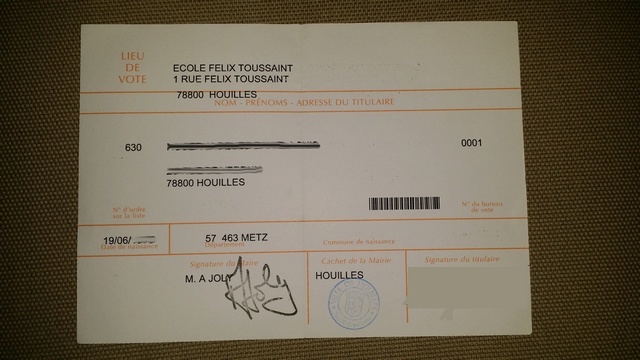 LIEU
DE
VOTE
ECOLE FELIX TOUSSAINT
1 RUE FELIX TOUSSAINT
78800 HOUILLES
NOM - PRÉNOMS - ADRESSE DU TITULAIRE
630
0001
78800 HOUILLES
N° d'ordre
sur la liste
N° du bureau
de vote
19/06/
57 463 METZ
Date de naissance
Département
Commune de naissance
Signature du Maire
Cachet de la Mairie
Signature du titulaire
M. A JOLY
HOUILLES
AJoly